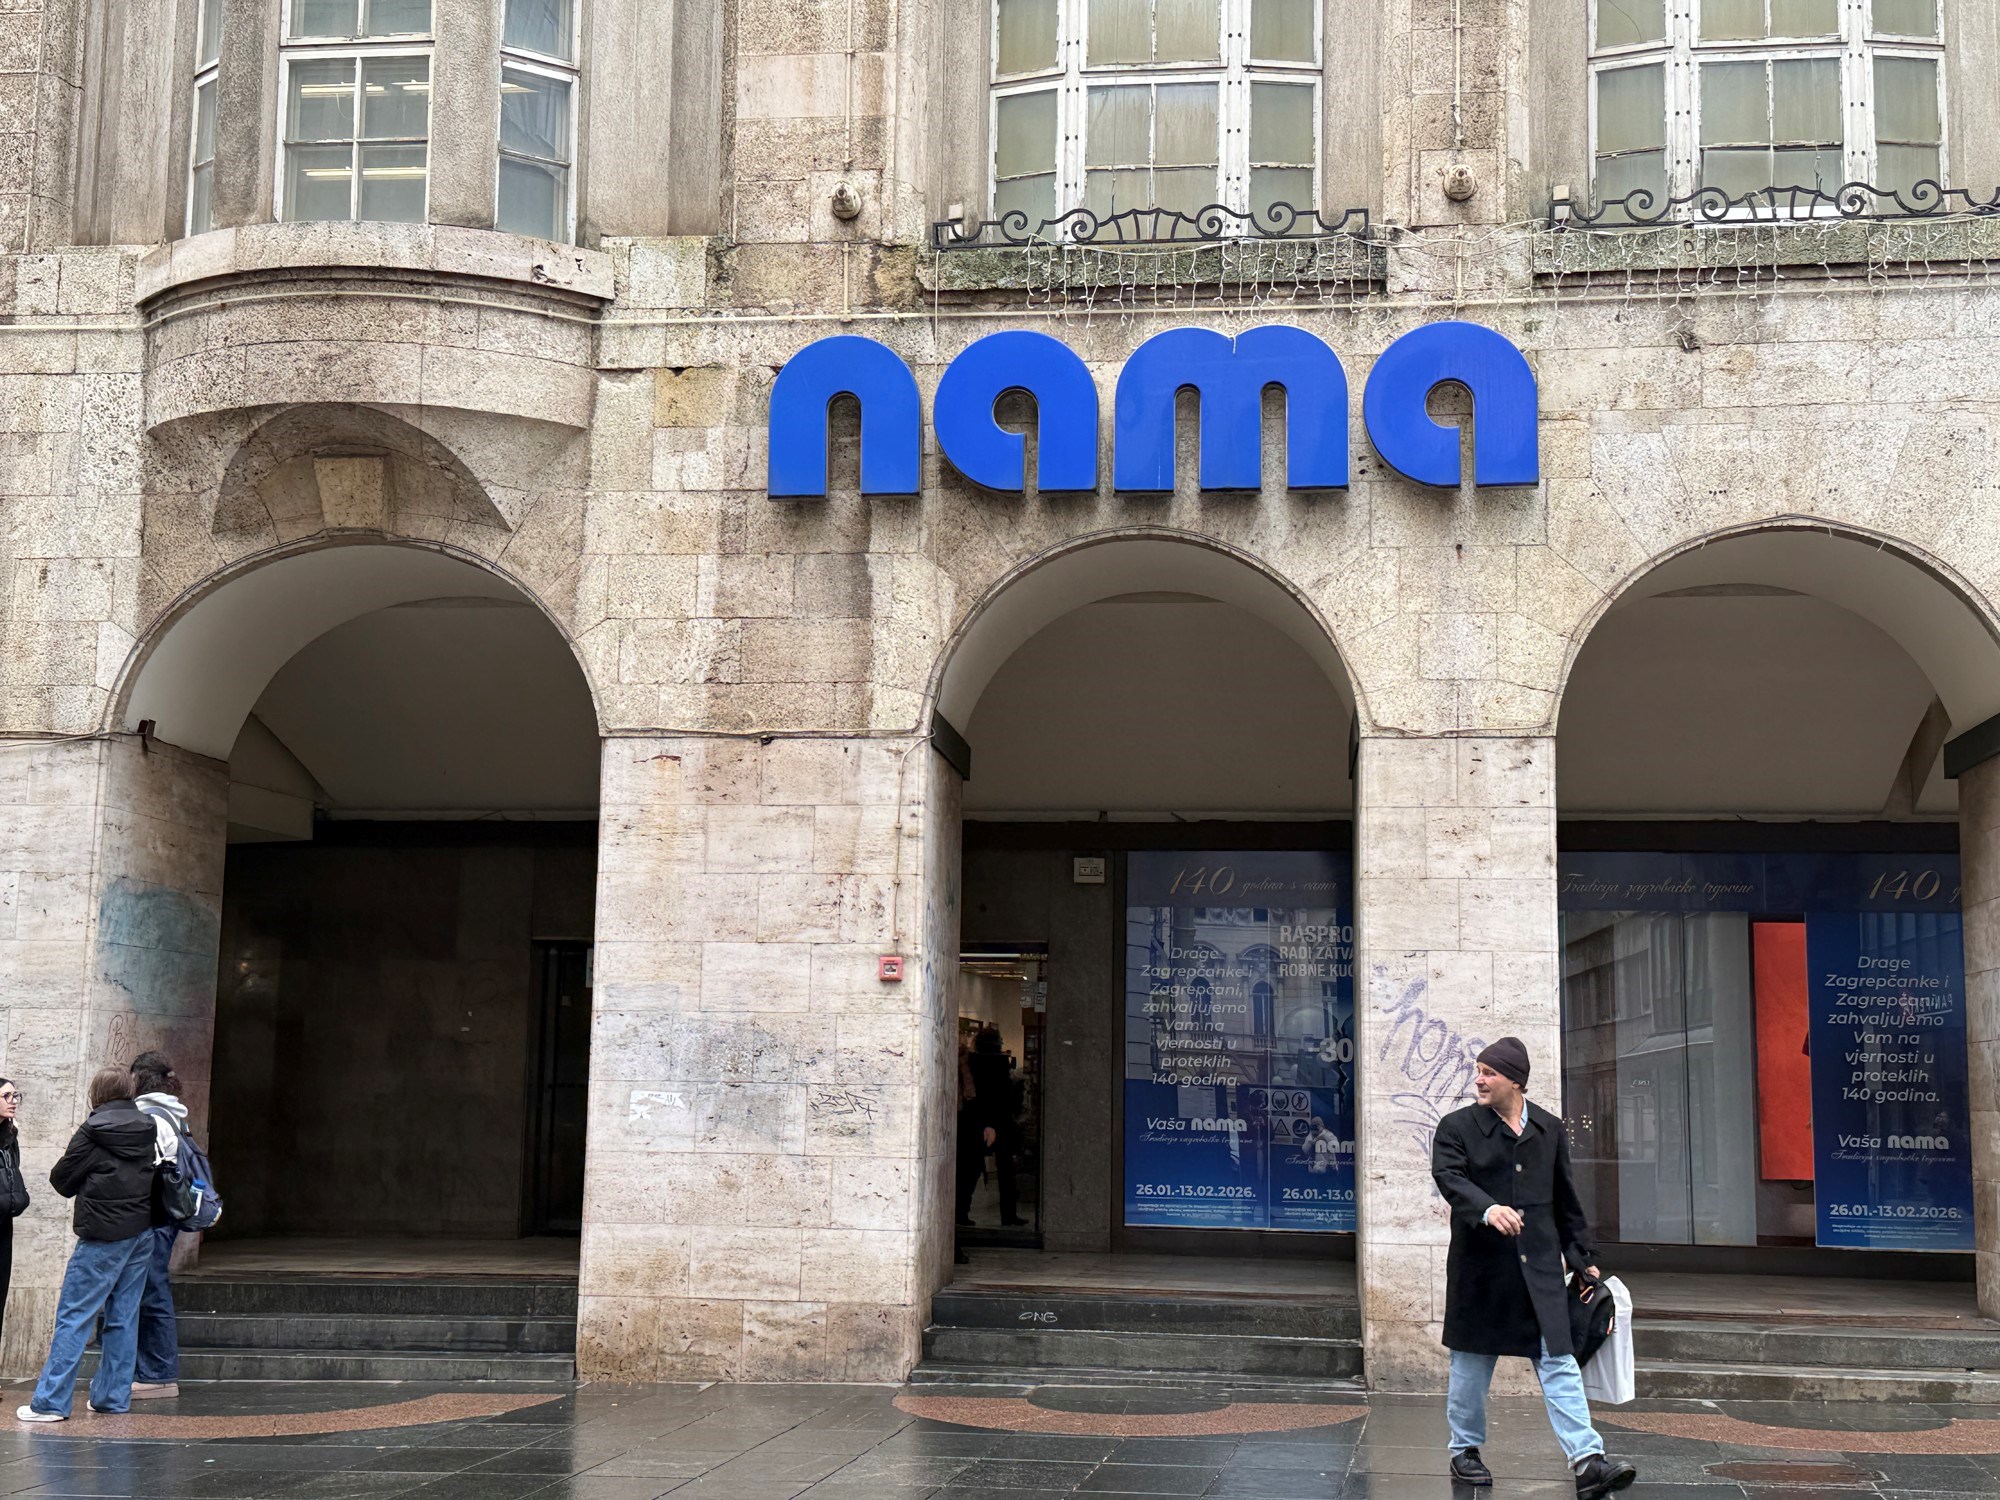 nama
140 godina s vama
Drage
Zagrepčanke i
Zagrepčani,
zahvaljujemo
Vam na
vjernosti u
proteklih
140 godina.
Vaša nama
Tradicija zagrebačke trgovine
26.01.-13.02.2026.
RASPRO
RADI ZATVA
ROBNE KUĆ
-30
nam
26.01.-13.0
Tradicija zagrebačke trgovine
140 g
Drage
Zagrepčanke i
Zagrepčani,
zahvaljujemo
Vam na
vjernosti u
proteklih
140 godina.
Vaša nama
Tradicija zagrebačke trgovine
26.01.-13.02.2026.
ONG